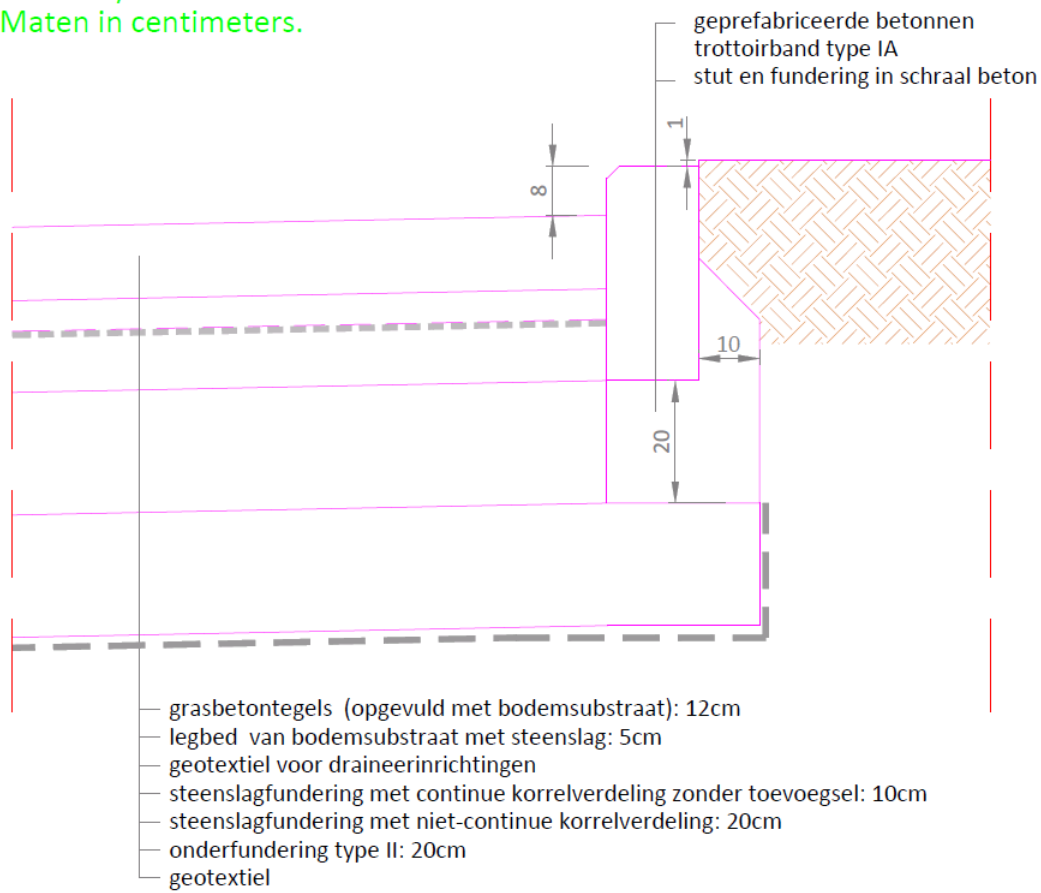 Maten in centimeters.
geprefabriceerde betonnen
trottoirband type IA
stut en fundering in schraal beton
1
8
10
20
grasbetontegels (opgevuld met bodemsubstraat): 12cm
legbed van bodemsubstraat met steenslag: 5cm
geotextiel voor draineerinrichtingen
steenslagfundering met continue korrelverdeling zonder toevoegsel: 10cm
steenslagfundering met niet-continue korrelverdeling: 20cm
onderfundering type II: 20cm
geotextiel